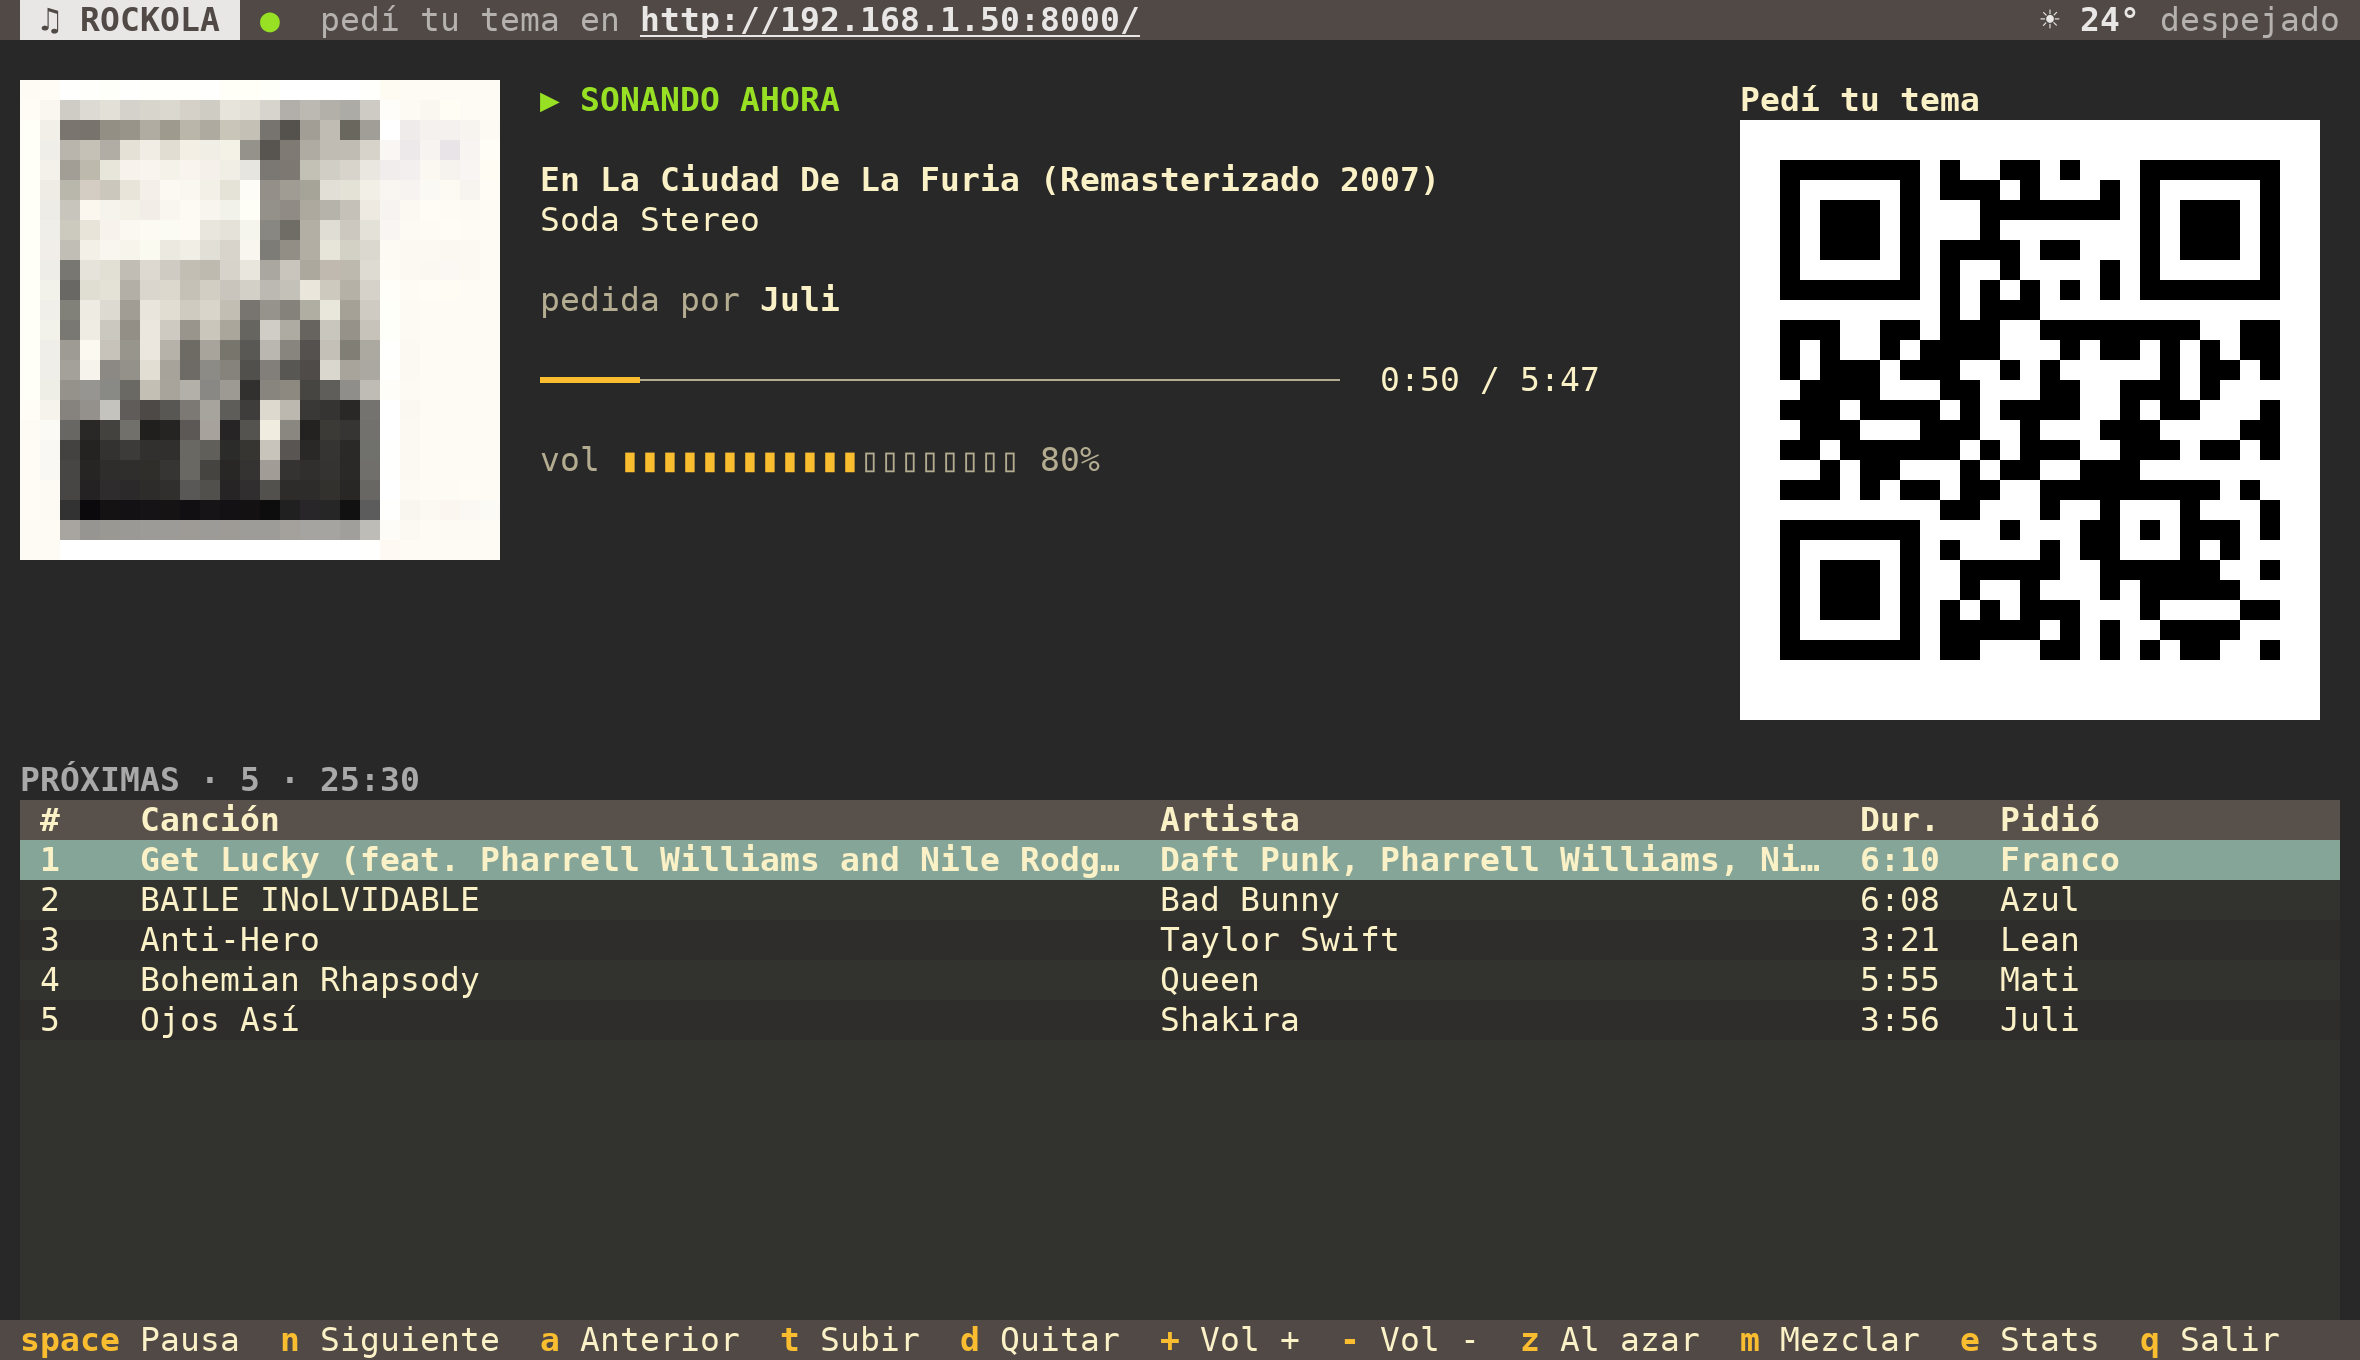 ♫ ROCKOLA ● pedí tu tema en http://192.168.1.50:8000/ ☀ 24° despejado
▶ SONANDO AHORA
En La Ciudad De La Furia (Remasterizado 2007)
Soda Stereo
pedida por Juli
0:50 / 5:47
vol ▮▮▮▮▮▮▮▮▮▮▮▮▯▯▯▯▯▯▯▯ 80%
Pedí tu tema
PRÓXIMAS · 5 · 25:30
# Canción Artista Dur. Pidió
1 Get Lucky (feat. Pharrell Williams and Nile Rodg… Daft Punk, Pharrell Williams, Ni… 6:10 Franco
2 BAILE INoLVIDABLE Bad Bunny 6:08 Azul
3 Anti-Hero Taylor Swift 3:21 Lean
4 Bohemian Rhapsody Queen 5:55 Mati
5 Ojos Así Shakira 3:56 Juli
space Pausa n Siguiente a Anterior t Subir d Quitar + Vol + - Vol - z Al azar m Mezclar e Stats q Salir